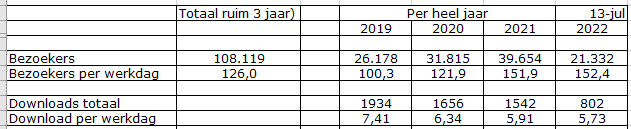 Totaal ruim 3 jaar) Per heel jaar 13-jul
2019 2020 2021 2022
Bezoekers 108.119 26.178 31.815 39.654 21.332
Bezoekers per werkdag 126,0 100,3 121,9 151,9 152,4
Downloads totaal 1934 1656 1542 802
Download per werkdag 7,41 6,34 5,91 5,73